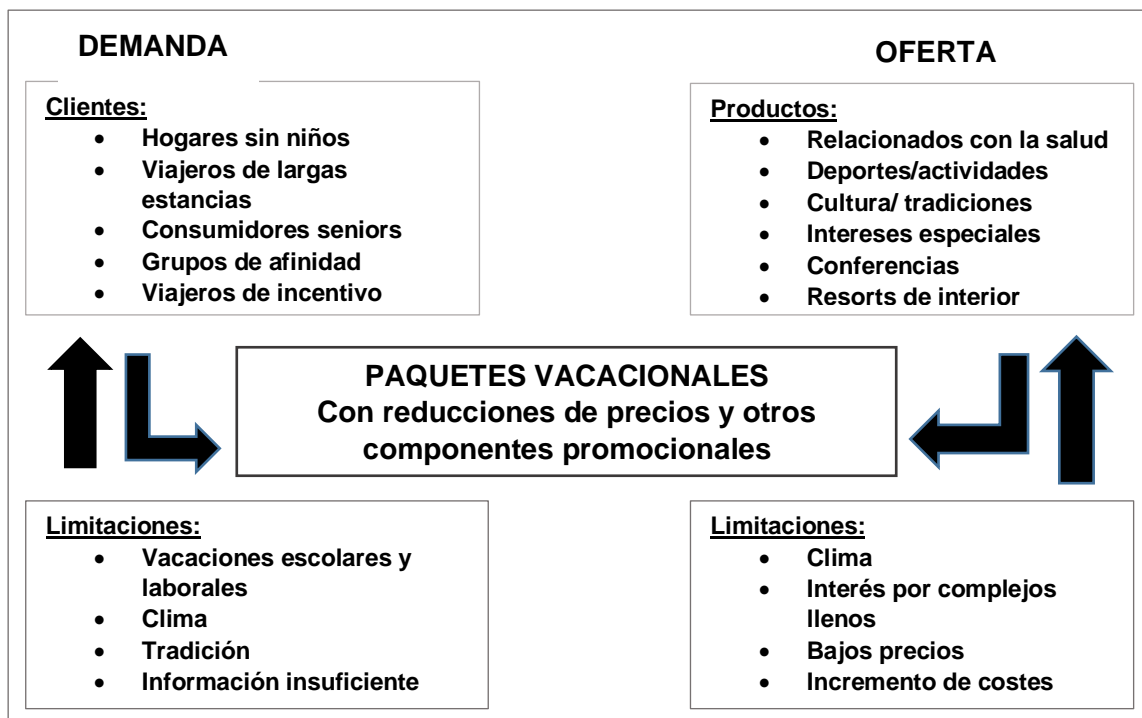 DEMANDA
OFERTA
Clientes:
• Hogares sin niños
• Viajeros de largas
estancias
• Consumidores seniors
• Grupos de afinidad
• Viajeros de incentivo
Productos:
• Relacionados con la salud
• Deportes/actividades
• Cultura/ tradiciones
• Intereses especiales
• Conferencias
• Resorts de interior
PAQUETES VACACIONALES
Con reducciones de precios y otros
componentes promocionales
Limitaciones:
• Vacaciones escolares y
laborales
• Clima
• Tradición
• Información insuficiente
Limitaciones:
• Clima
• Interés por complejos
llenos
• Bajos precios
• Incremento de costes